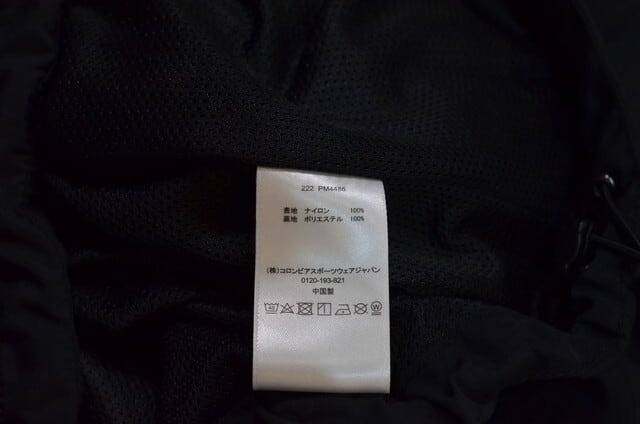 222 PM4486
表地 ナイロン 100%
裏地 ポリエステル 100%
(株)コロンビアスポーツウェアジャパン
0120-193-821
中国製